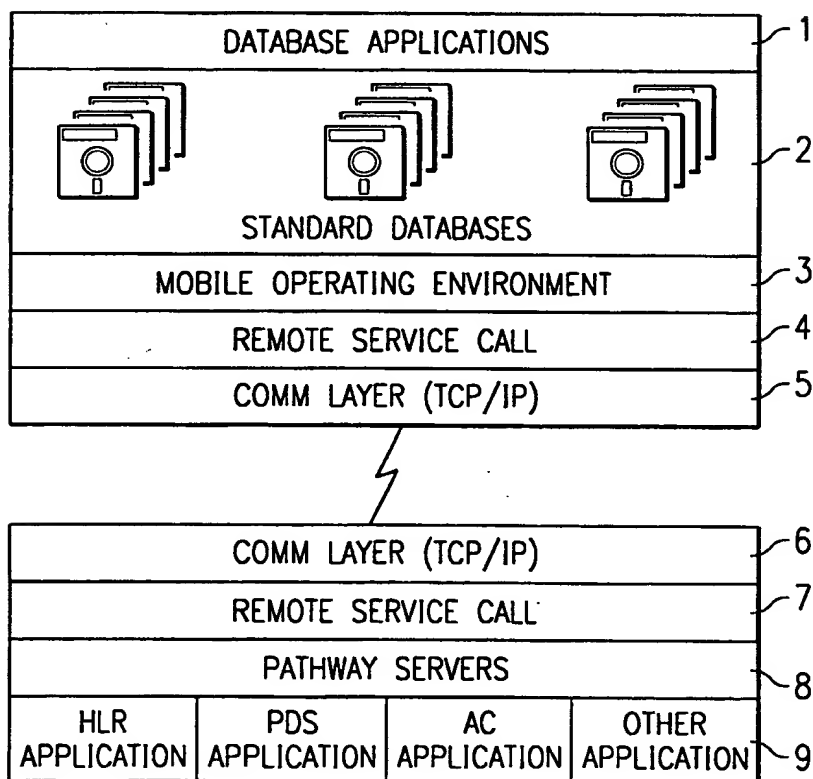 DATABASE APPLICATIONS
1
2
STANDARD DATABASES
MOBILE OPERATING ENVIRONMENT
3
REMOTE SERVICE CALL
4
COMM LAYER (TCP/IP)
5
COMM LAYER (TCP/IP)
6
REMOTE SERVICE CALL
7
PATHWAY SERVERS
8
HLR
APPLICATION
PDS
APPLICATION
AC
APPLICATION
OTHER
APPLICATION
9